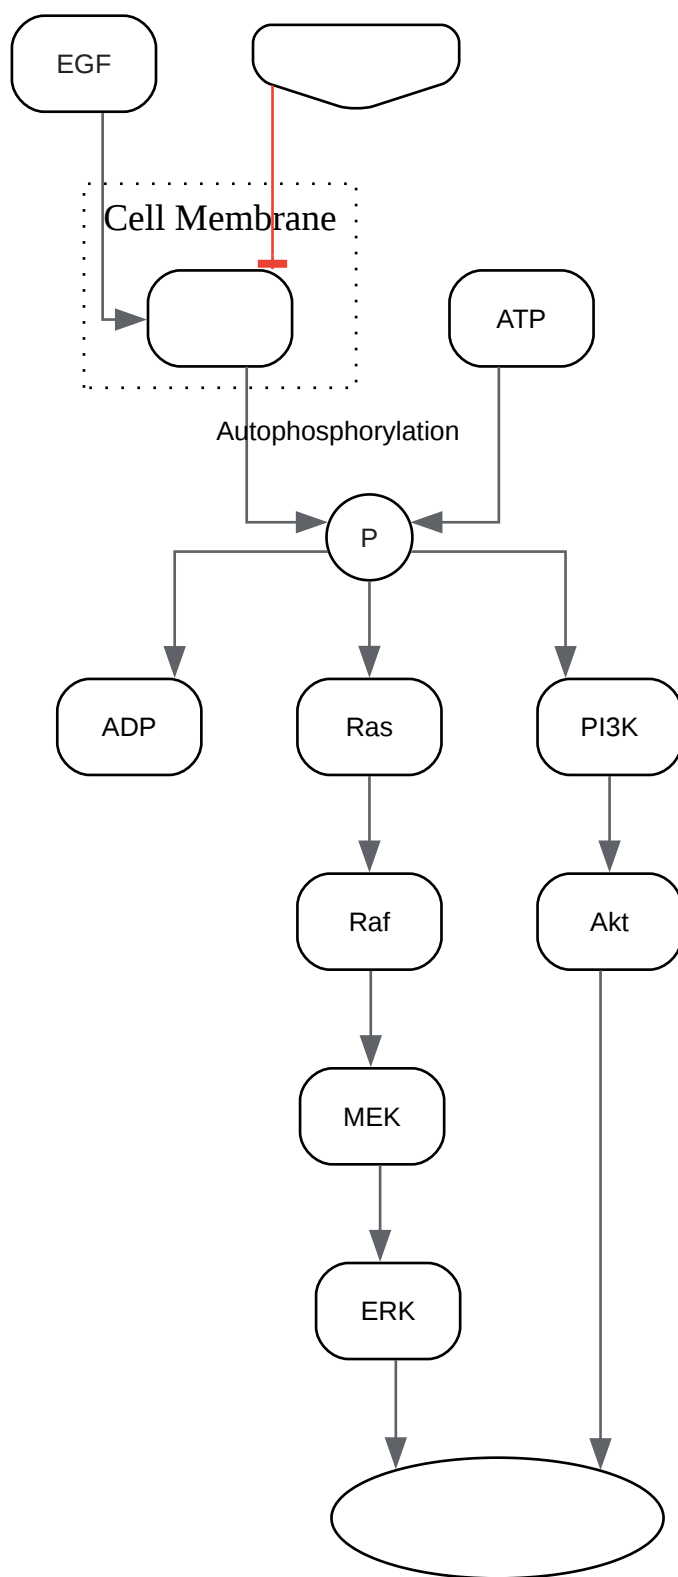 EGF
Cell Membrane
ATP
Autophosphorylation
P
ADP
Ras
PI3K
Raf
Akt
MEK
ERK